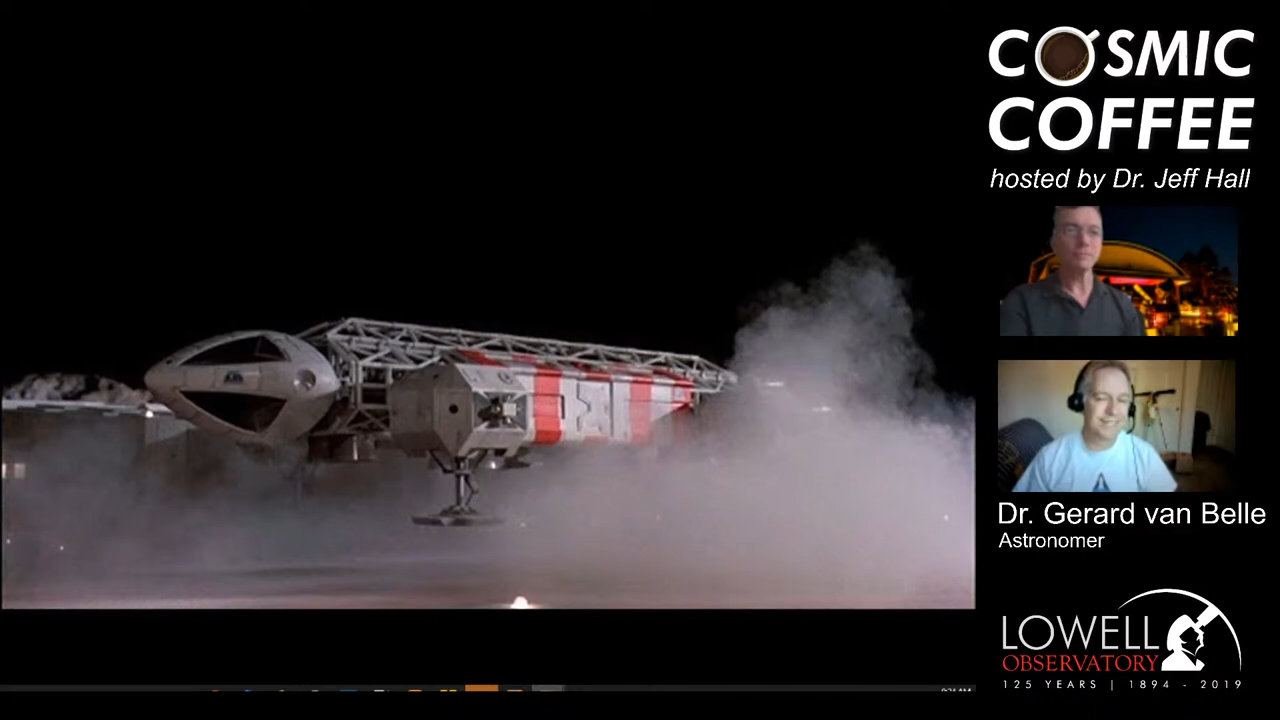 COSMIC
COFFEE
hosted by Dr. Jeff Hall
Dr. Gerard van Belle
Astronomer
LOWELL
OBSERVATORY
125 YEARS | 1894 - 2019